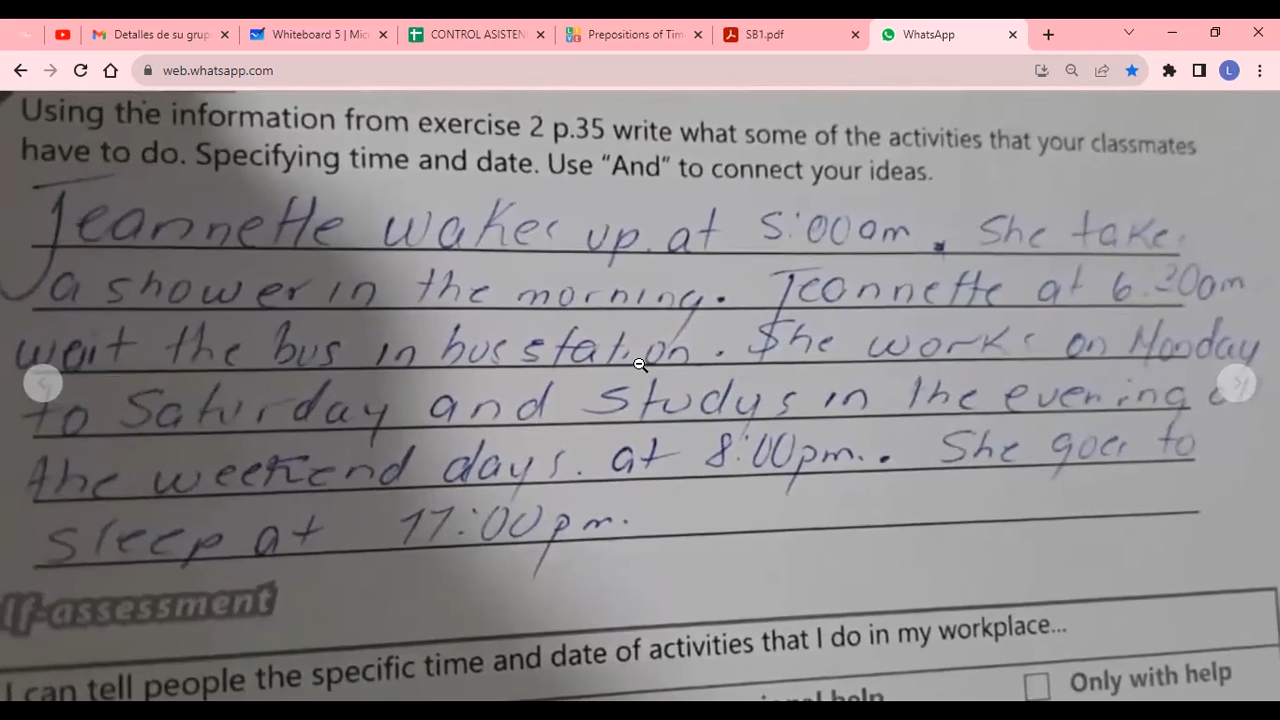 Detalles de su grup
Whiteboard 5 | Mic
CONTROL ASISTEN
Prepositions of Tim
SB1.pdf
WhatsApp
web.whatsapp.com
L
Using the information from exercise 2 p.35 write what some of the activities that your classmates
have to do. Specifying time and date. Use "And" to connect your ideas.
Jeannette wakes up at 5:00am. She take
a shower in the morning. Jeannette at 6:20am
wait the bus in bus station. She works on Monday
to Saturday and studys in the evening
the weekend days. at 8:00pm. She goes to
sleep at 11:00pm.
lf-assessment
I can tell people the specific time and date of activities that I do in my workplace...
Only with help
nal help